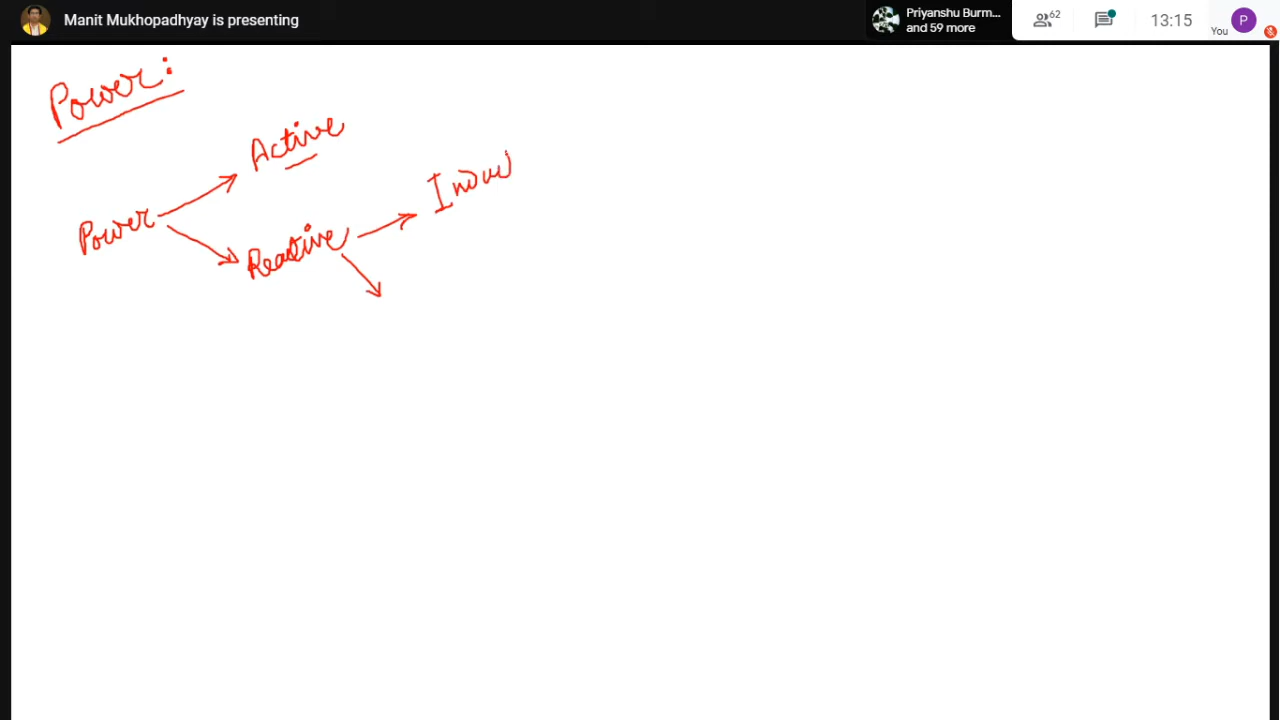 Manit Mukhopadhyay is presenting
Priyanshu Burm...
and 59 more
62
13:15
You
P
Power:
Active
Power
Reactive